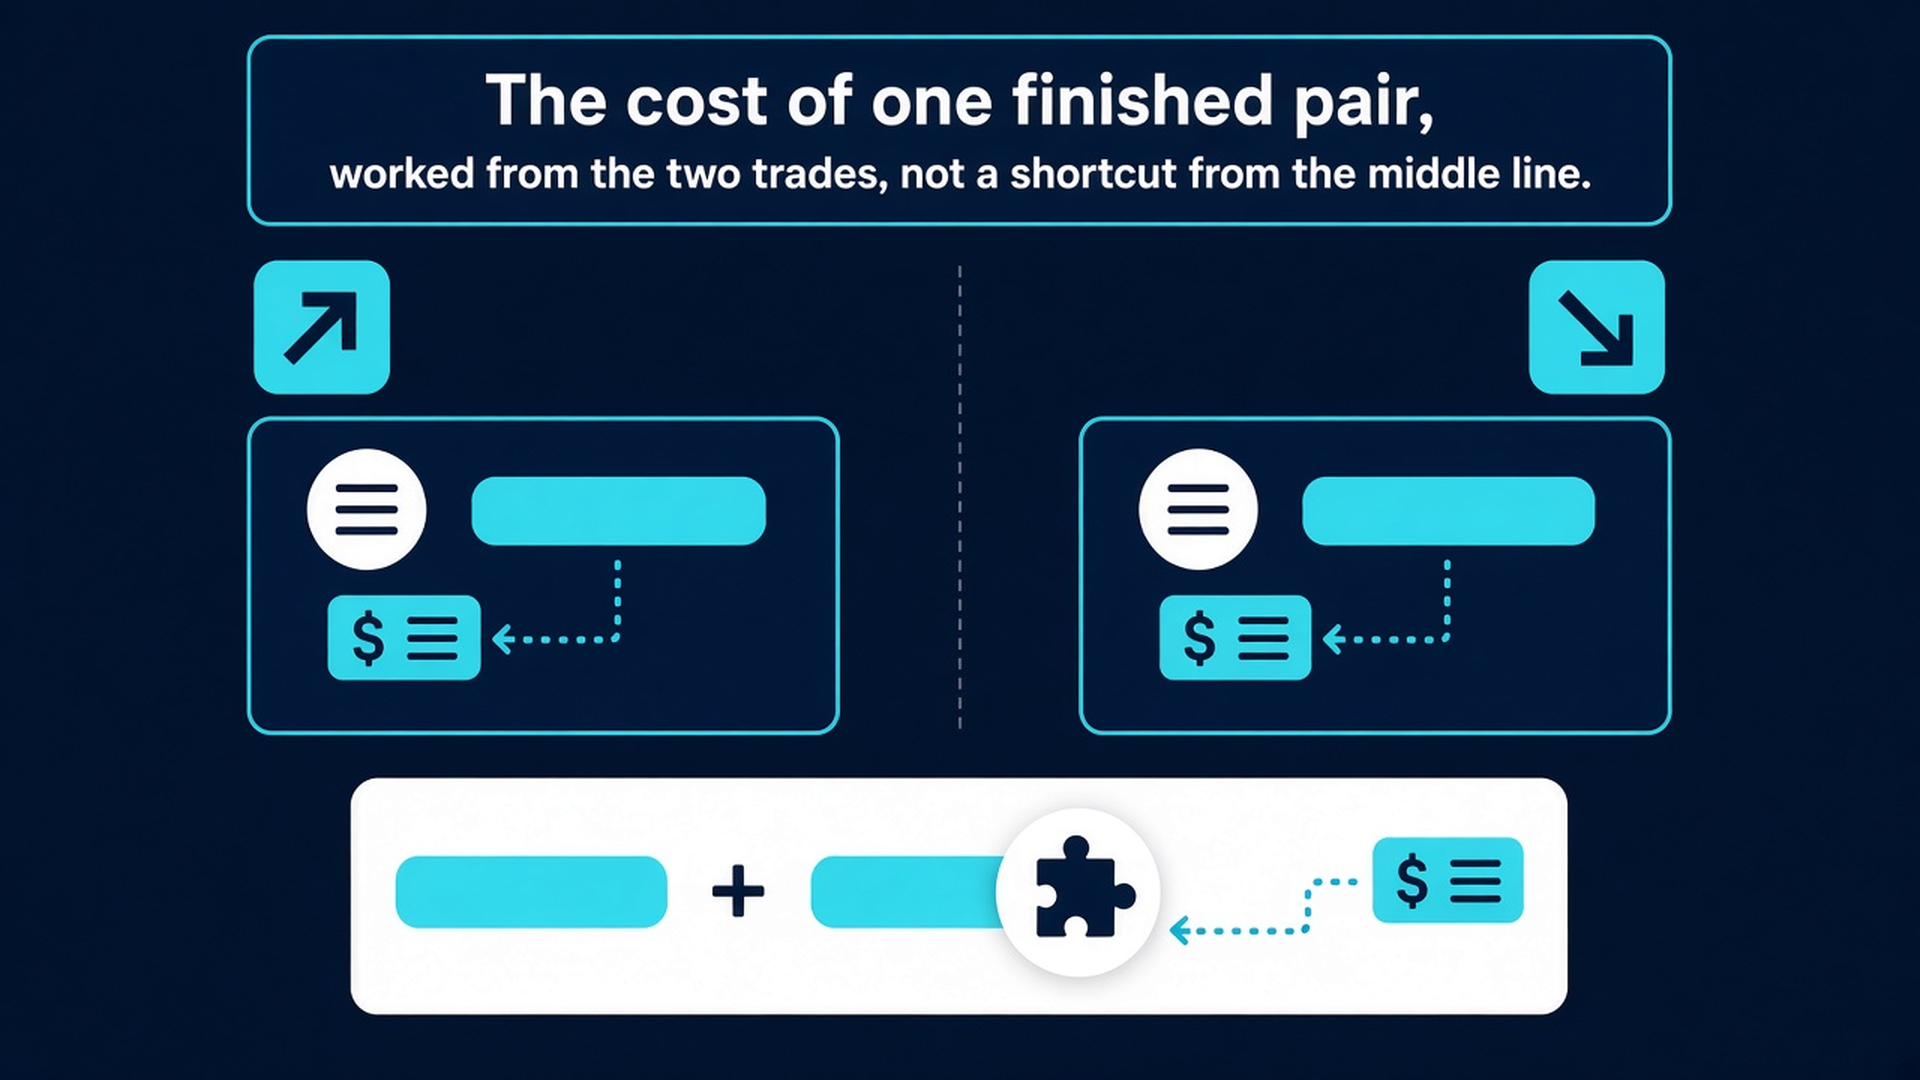 The cost of one finished pair,
worked from the two trades, not a shortcut from the middle line.
$
$
$